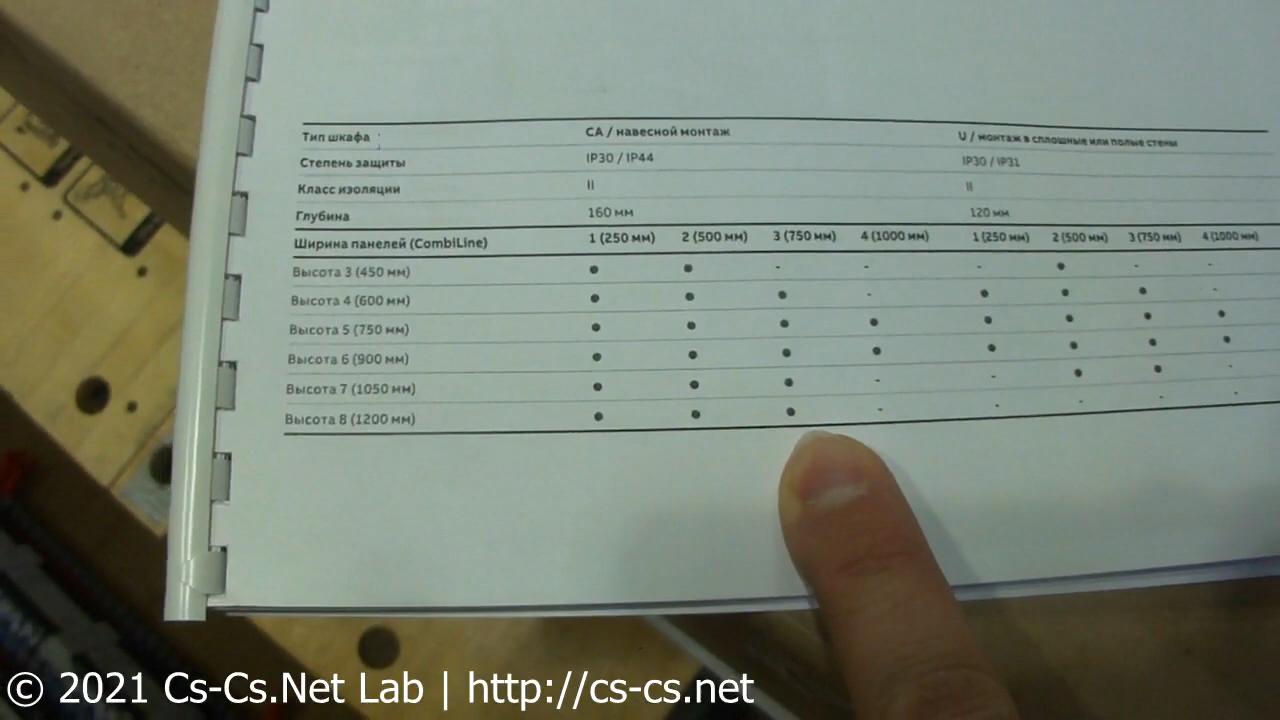 Тип шкафа CA / навесной монтаж U / монтаж в сплошные или полые стены
Степень защиты IP30 / IP44 IP30 / IP31
Класс изоляции II II
Глубина 160 мм 120 мм
Ширина панелей (CombiLine) 1 (250 мм) 2 (500 мм) 3 (750 мм) 4 (1000 мм) 1 (250 мм) 2 (500 мм) 3 (750 мм) 4 (1000 мм)
Высота 3 (450 мм) ● ● - - - ● - -
Высота 4 (600 мм) ● ● ● - ● ● ● -
Высота 5 (750 мм) ● ● ● ● ● ● ● ●
Высота 6 (900 мм) ● ● ● ● ● ● ● ●
Высота 7 (1050 мм) ● ● ● - - ● ● -
Высота 8 (1200 мм) ● ● ● - - - - -
© 2021 Cs-Cs.Net Lab | http://cs-cs.net